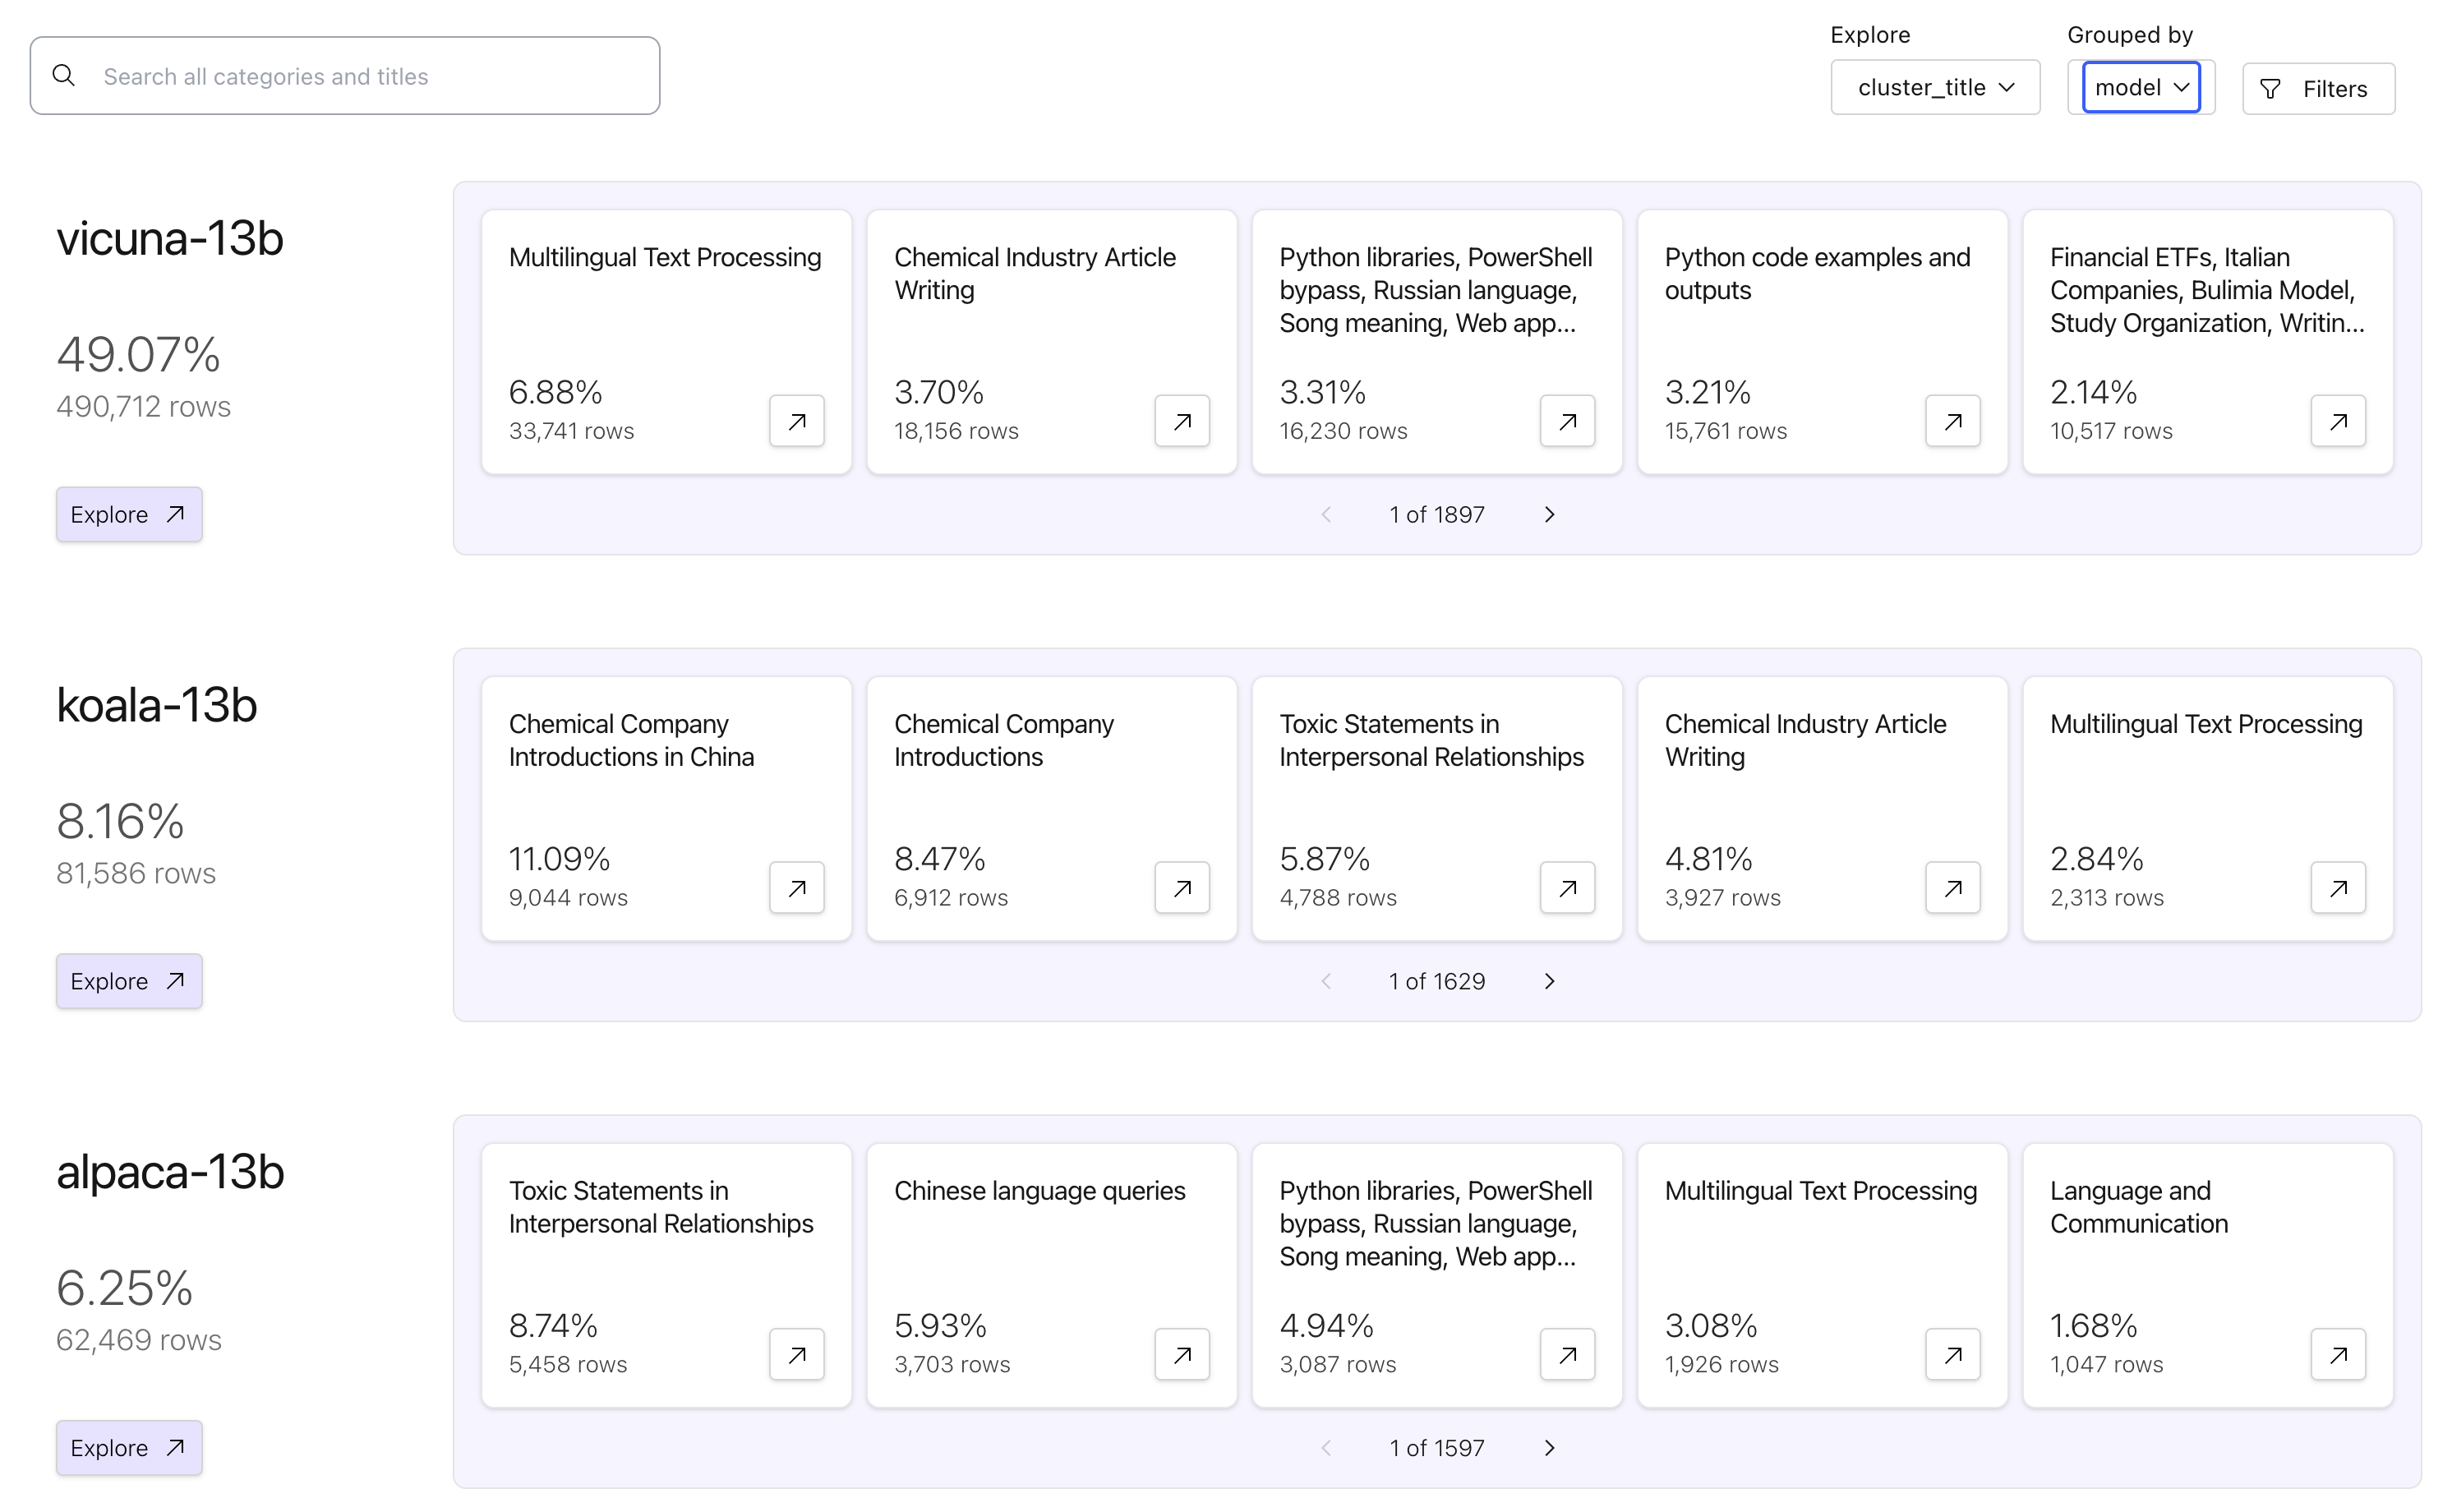 Search all categories and titles
Explore
cluster_title
Grouped by
model
Filters
vicuna-13b
49.07%
490,712 rows
Explore
Multilingual Text Processing
6.88%
33,741 rows
Chemical Industry Article
Writing
3.70%
18,156 rows
Python libraries, PowerShell
bypass, Russian language,
Song meaning, Web app...
3.31%
16,230 rows
Python code examples and
outputs
3.21%
15,761 rows
Financial ETFs, Italian
Companies, Bulimia Model,
Study Organization, Writin...
2.14%
10,517 rows
1 of 1897
koala-13b
8.16%
81,586 rows
Explore
Chemical Company
Introductions in China
11.09%
9,044 rows
Chemical Company
Introductions
8.47%
6,912 rows
Toxic Statements in
Interpersonal Relationships
5.87%
4,788 rows
Chemical Industry Article
Writing
4.81%
3,927 rows
Multilingual Text Processing
2.84%
2,313 rows
1 of 1629
alpaca-13b
6.25%
62,469 rows
Explore
Toxic Statements in
Interpersonal Relationships
8.74%
5,458 rows
Chinese language queries
5.93%
3,703 rows
Python libraries, PowerShell
bypass, Russian language,
Song meaning, Web app...
4.94%
3,087 rows
Multilingual Text Processing
3.08%
1,926 rows
Language and
Communication
1.68%
1,047 rows
1 of 1597